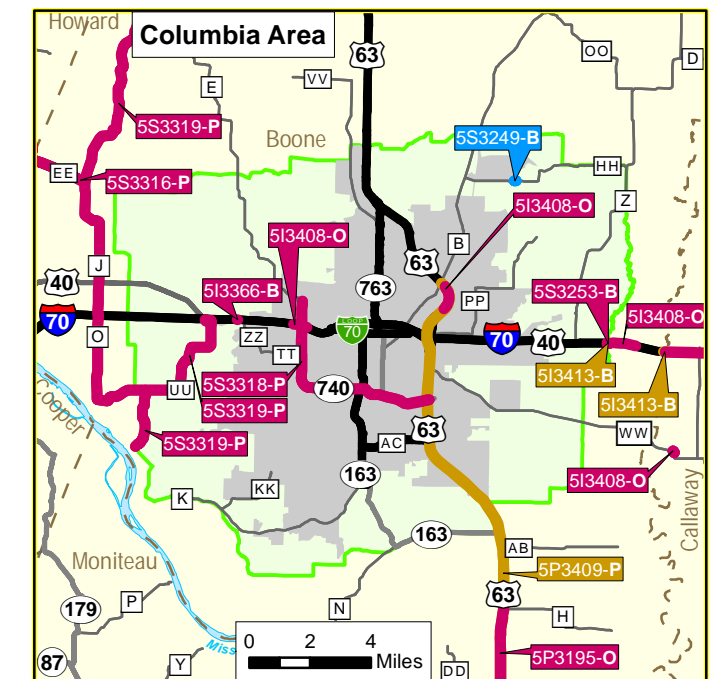 Howard
Columbia Area
63
OO
D
E
VV
5S3319-P
Boone
5S3249-B
EE
5S3316-P
HH
Z
5I3408-O
5I3408-O
B
63
J
40
763
5I3366-B
PP
5S3253-B
5I3408-O
70
O
ZZ
LOOP
70
70
40
TT
5S3318-P
UU
740
5I3413-B
5S3319-P
5I3413-B
Cooper
5S3319-P
AC
63
WW
163
5I3408-O
K
KK
163
Callaway
AB
Moniteau
5P3409-P
63
179
P
N
H
Miss
0 2 4
Miles
87
Y
DD
5P3195-O